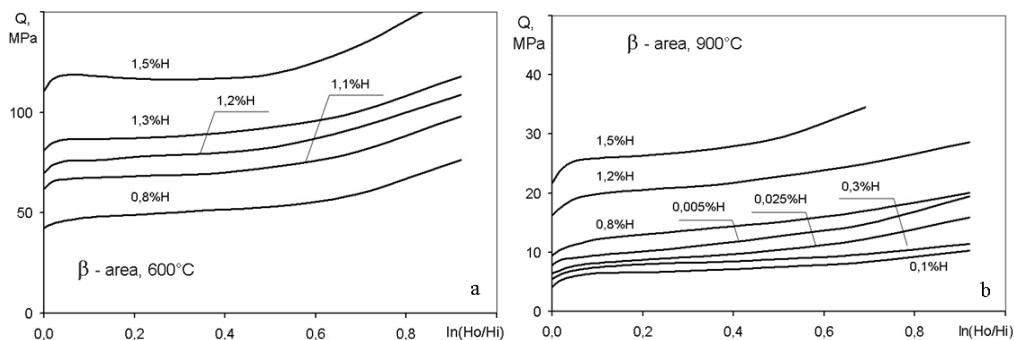 Q,
MPa
1,5%H
1,1%H
1,2%H
1,3%H
0,8%H
β - area, 600°C
a
100
50
0
0,0 0,2 0,4 0,6 0,8 ln(Ho/Hi)
Q,
MPa
β - area, 900°C
1,5%H
1,2%H
0,3%H
0,025%H
0,005%H
0,8%H
0,1%H
b
40
30
20
10
0
0,0 0,2 0,4 0,6 0,8 ln(Ho/Hi)